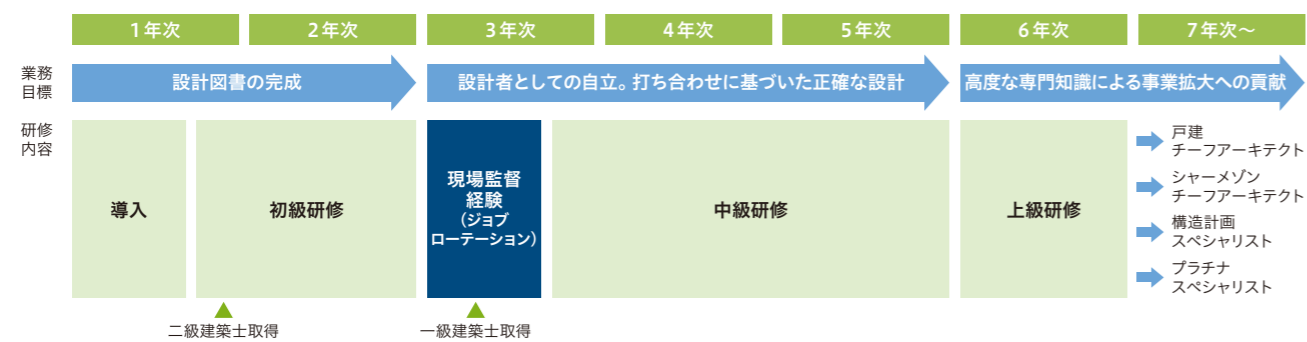 1年次
2年次
3年次
4年次
5年次
6年次
7年次〜
業務
目標
設計図書の完成
設計者としての自立。打ち合わせに基づいた正確な設計
高度な専門知識による事業拡大への貢献
研修
内容
導入
初級研修
現場監督
経験
（ジョブ
ローテーション）
中級研修
上級研修
戸建
チーフアーキテクト
シャーメゾン
チーフアーキテクト
構造計画
スペシャリスト
プラチナ
スペシャリスト
二級建築士取得
一級建築士取得